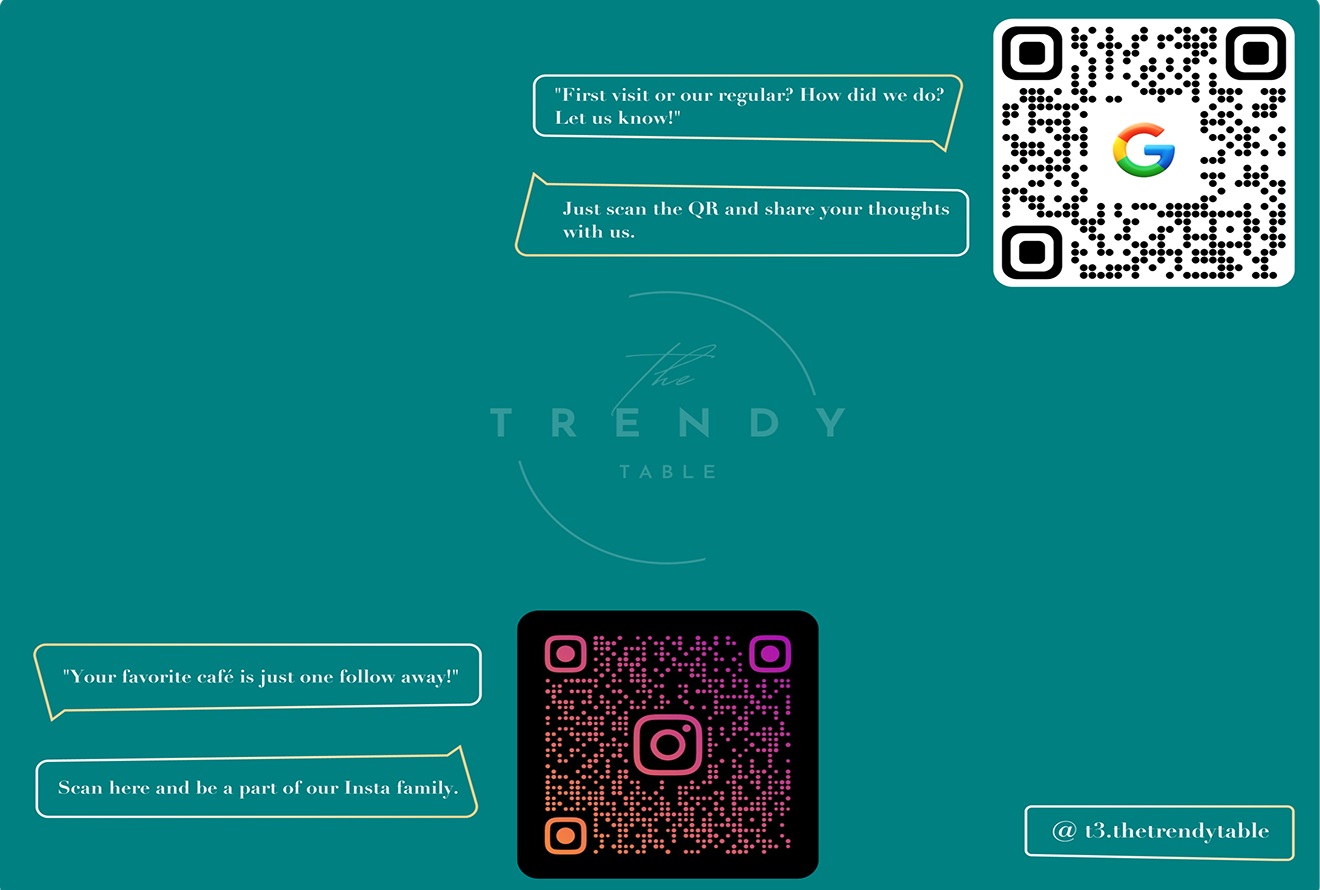 "First visit or our regular? How did we do?
Let us know!"
Just scan the QR and share your thoughts
with us.
the
TRENDY
TABLE
"Your favorite café is just one follow away!"
Scan here and be a part of our Insta family.
@ t3.thetrendytable